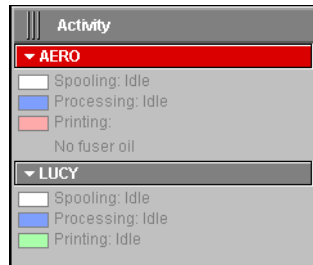 Activity
AERO
Spooling: Idle
Processing: Idle
Printing:
No fuser oil
LUCY
Spooling: Idle
Processing: Idle
Printing: Idle